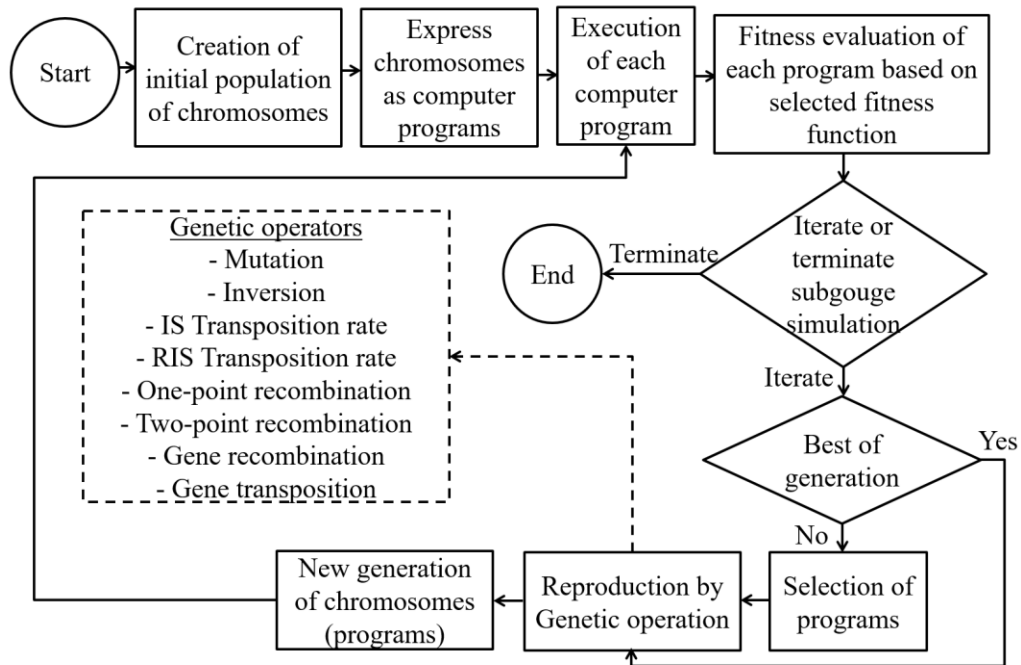 Start
Creation of
initial population
of chromosomes
Express
chromosomes
as computer
programs
Execution
of each
computer
program
Fitness evaluation of
each program based on
selected fitness
function
Iterate or
terminate
subgouge
simulation
Terminate
End
Genetic operators
- Mutation
- Inversion
- IS Transposition rate
- RIS Transposition rate
- One-point recombination
- Two-point recombination
- Gene recombination
- Gene transposition
Iterate
Best of
generation
Yes
No
Selection of
programs
Reproduction by
Genetic operation
New generation
of chromosomes
(programs)